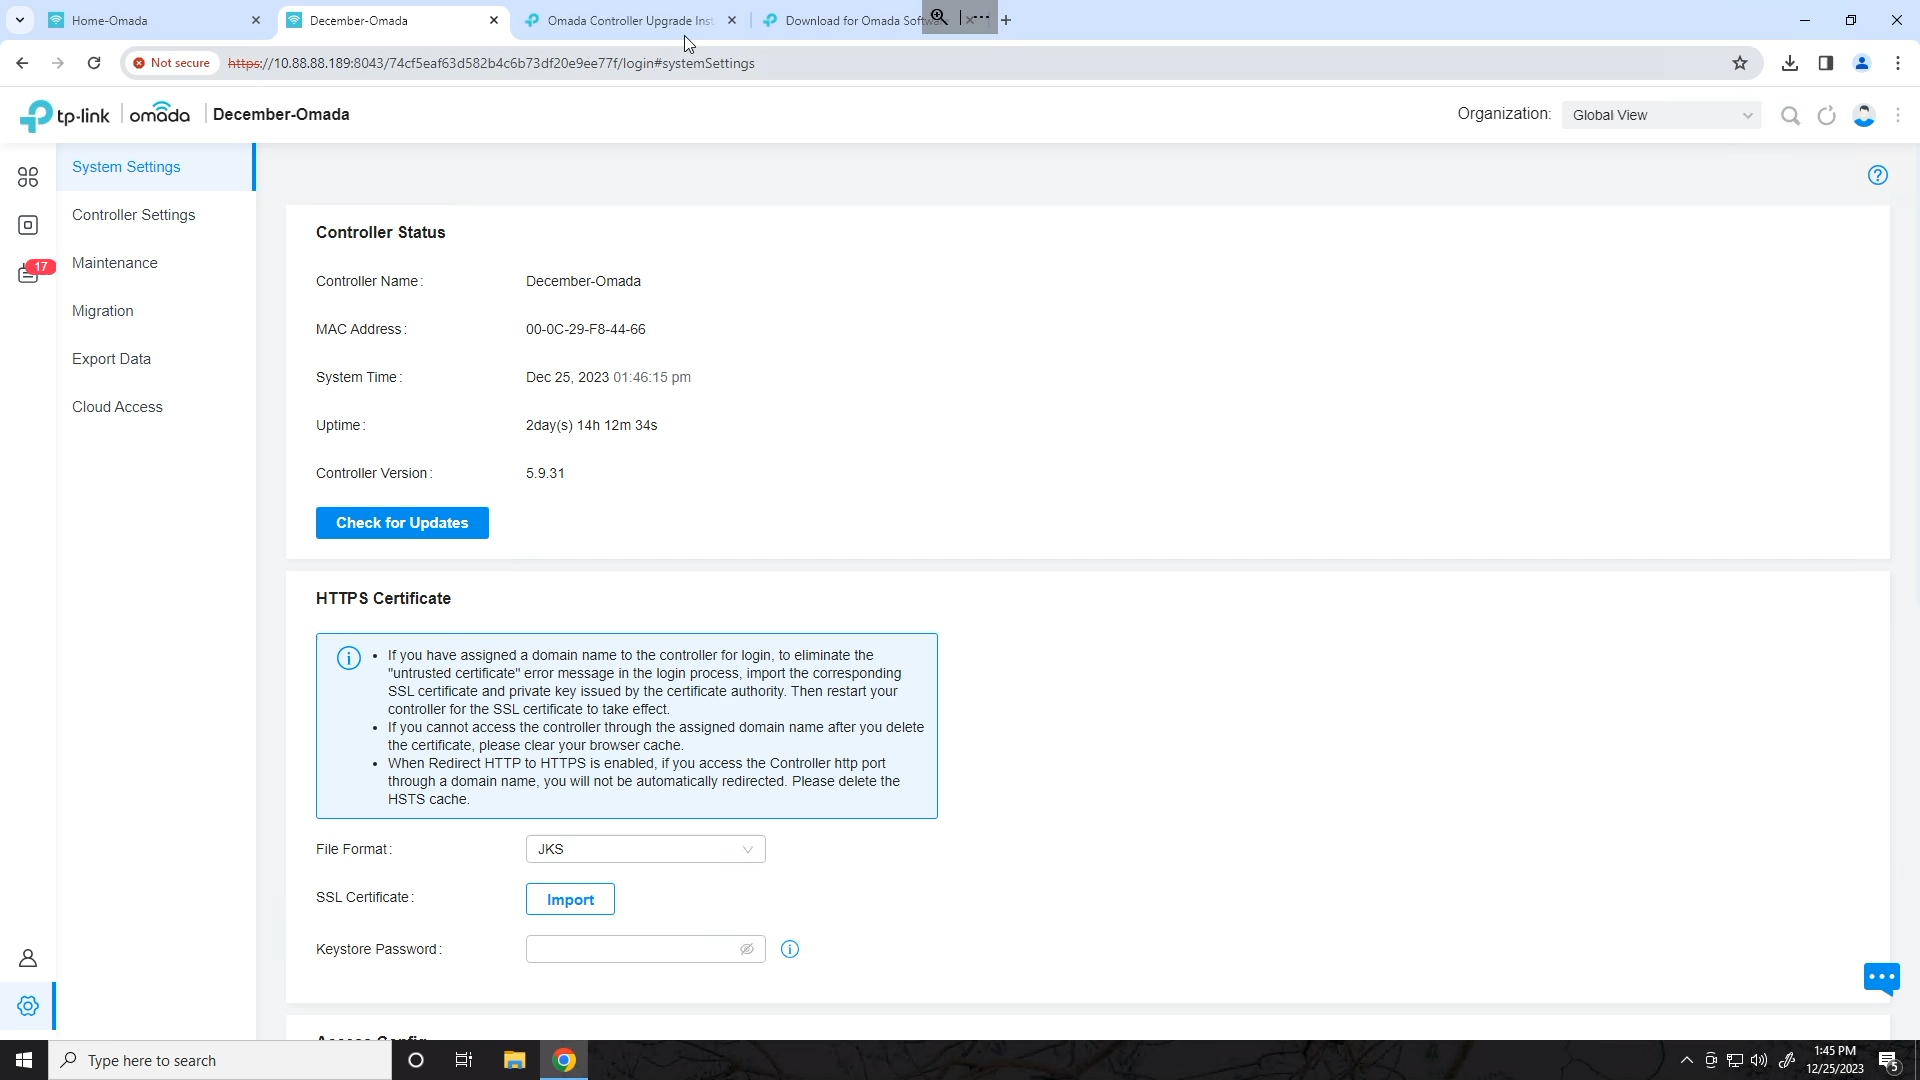 Home-Omada
December-Omada
Omada Controller Upgrade Inst
Download for Omada Softw
Not secure
https://10.88.88.189:8043/74cf5eaf63d582b4c6b73df20e9ee77f/login#systemSettings
tp-link
omada
December-Omada
Organization:
Global View
System Settings
Controller Settings
17
Maintenance
Migration
Export Data
Cloud Access
Controller Status
Controller Name:
December-Omada
MAC Address:
00-0C-29-F8-44-66
System Time:
Dec 25, 2023 01:46:15 pm
Uptime:
2day(s) 14h 12m 34s
Controller Version:
5.9.31
Check for Updates
HTTPS Certificate
• If you have assigned a domain name to the controller for login, to eliminate the
"untrusted certificate" error message in the login process, import the corresponding
SSL certificate and private key issued by the certificate authority. Then restart your
controller for the SSL certificate to take effect.
• If you cannot access the controller through the assigned domain name after you delete
the certificate, please clear your browser cache.
• When Redirect HTTP to HTTPS is enabled, if you access the Controller http port
through a domain name, you will not be automatically redirected. Please delete the
HSTS cache.
File Format:
JKS
SSL Certificate:
Import
Keystore Password:
Access Config
Type here to search
1:45 PM
12/25/2023
5